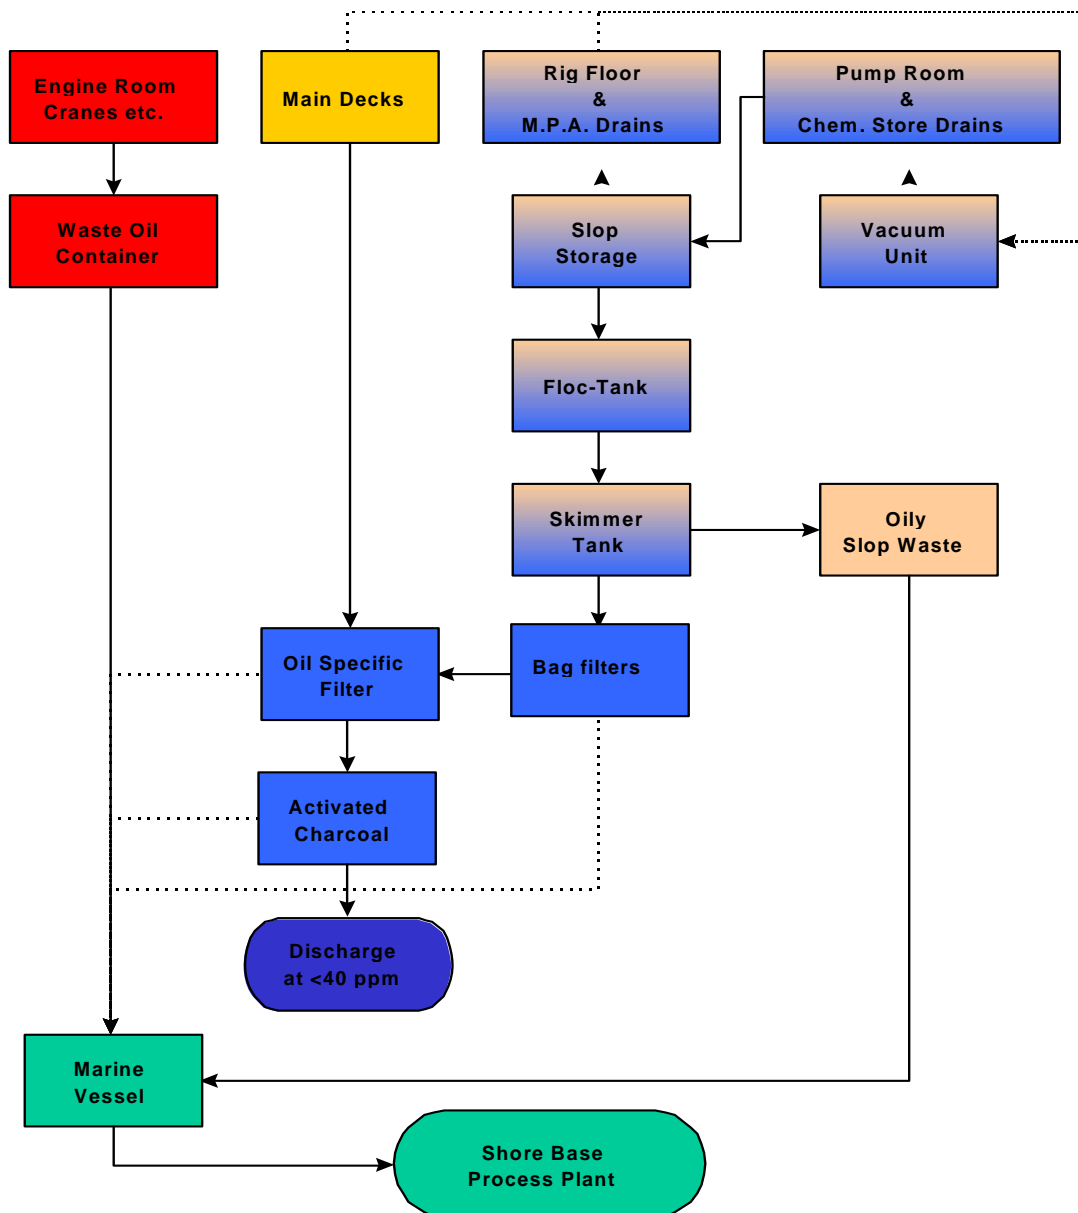 Engine Room
Cranes etc.
Main Decks
Rig Floor
&
M.P.A. Drains
Pump Room
&
Chem. Store Drains
Waste Oil
Container
Slop
Storage
Vacuum
Unit
Floc-Tank
Skimmer
Tank
Oily
Slop Waste
Oil Specific
Filter
Bag filters
Activated
Charcoal
Discharge
at <40 ppm
Marine
Vessel
Shore Base
Process Plant